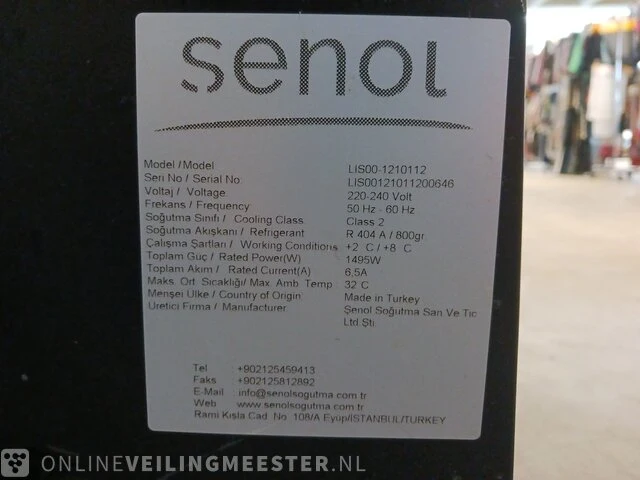 senol
Model / Model LIS00-1210112
Seri No / Serial No: LIS00121011200646
Voltaj / Voltage: 220-240 Volt
Frekans / Frequency 50 Hz - 60 Hz
Soğutma Sınıfı / Cooling Class Class 2
Soğutma Akışkanı / Refrigerant R 404 A / 800gr.
Çalışma Şartları / Working Conditions +2 C / +8 C
Toplam Güç / Rated Power(W) 1495W
Toplam Akım / Rated Current(A) 6,5A
Maks. Ort. Sıcaklığı/ Max. Amb. Temp : 32 C
Menşei Ülke / Country of Origin: Made in Turkey
Üretici Firma / Manufacturer Şenol Soğutma San Ve Tic
Ltd.Şti.
Tel : +902125459413
Faks : +902125812892
E-Mail : info@senolsogutma.com.tr
Web : www.senolsogutma.com.tr
Rami Kışla Cad. No: 108/A Eyüp/İSTANBUL/TURKEY
ONLINEVEILINGMEESTER.NL